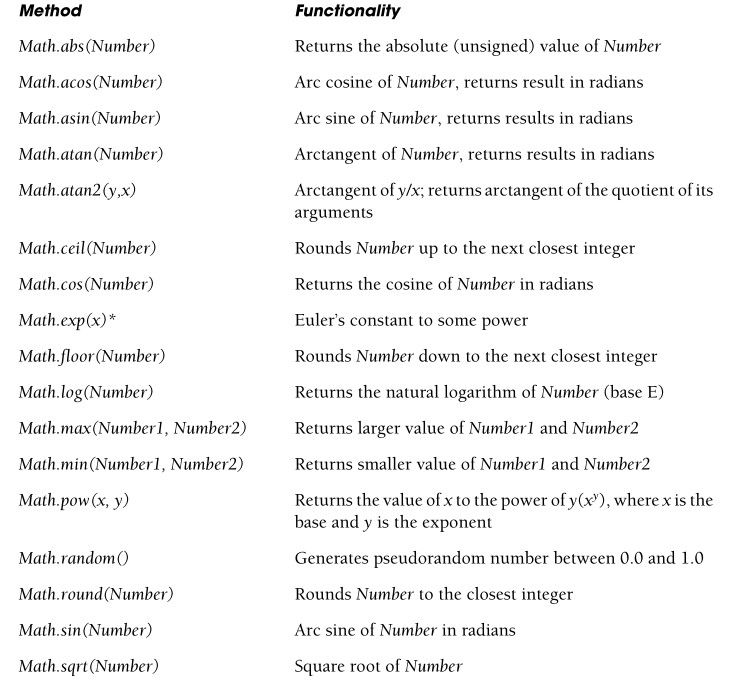 Method Functionality
Math.abs(Number) Returns the absolute (unsigned) value of Number
Math.acos(Number) Arc cosine of Number, returns result in radians
Math.asin(Number) Arc sine of Number, returns results in radians
Math.atan(Number) Arctangent of Number, returns results in radians
Math.atan2(y,x) Arctangent of y/x; returns arctangent of the quotient of its
arguments
Math.ceil(Number) Rounds Number up to the next closest integer
Math.cos(Number) Returns the cosine of Number in radians
Math.exp(x)* Euler's constant to some power
Math.floor(Number) Rounds Number down to the next closest integer
Math.log(Number) Returns the natural logarithm of Number (base E)
Math.max(Number1, Number2) Returns larger value of Number1 and Number2
Math.min(Number1, Number2) Returns smaller value of Number1 and Number2
Math.pow(x, y) Returns the value of x to the power of y(xʸ), where x is the
base and y is the exponent
Math.random() Generates pseudorandom number between 0.0 and 1.0
Math.round(Number) Rounds Number to the closest integer
Math.sin(Number) Arc sine of Number in radians
Math.sqrt(Number) Square root of Number